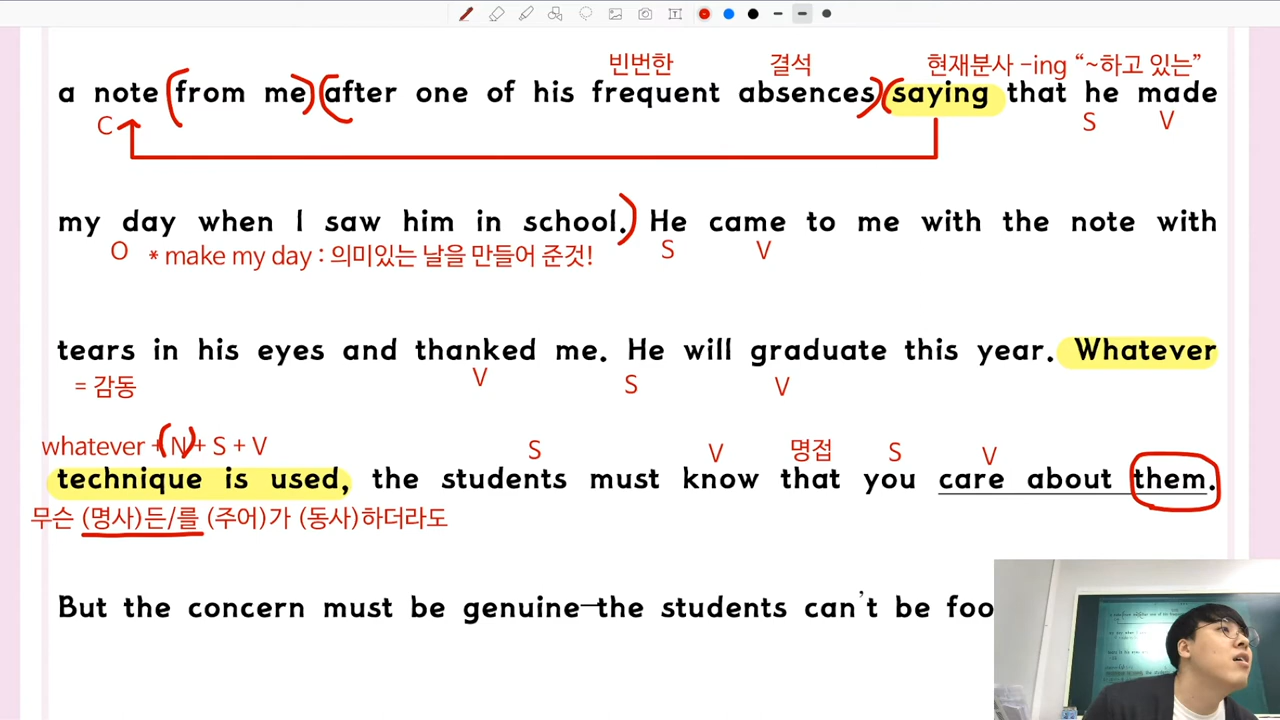 빈번한 결석 현재분사 -ing “~하고 있는”
a note (from me) (after one of his frequent absences) (saying that he made
C S V
my day when I saw him in school.) He came to me with the note with
O * make my day : 의미있는 날을 만들어 준것! S V
tears in his eyes and thanked me. He will graduate this year. Whatever
= 감동 V S V
whatever + (N) + S + V S V 명접 S V
technique is used, the students must know that you care about them.
무슨 (명사)든/를 (주어)가 (동사)하더라도
But the concern must be genuine—the students can't be foo